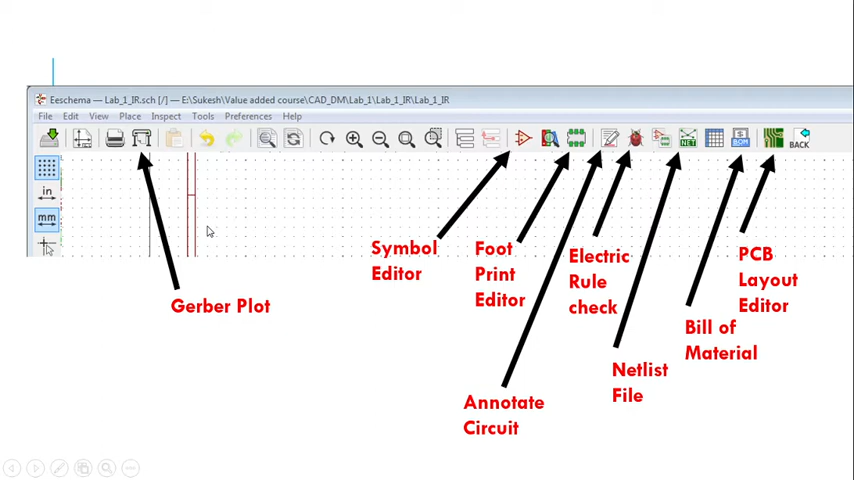 Eeschema — Lab_1_IR.sch [/] — E:\Sukesh\Value added course\CAD_DM\Lab_1\Lab_1_IR\Lab_1_IR
File Edit View Place Inspect Tools Preferences Help
NET
BOM
BACK
in
mm
Symbol
Editor
Foot
Print
Editor
Electric
Rule
check
PCB
Layout
Editor
Gerber Plot
Bill of
Material
Netlist
File
Annotate
Circuit